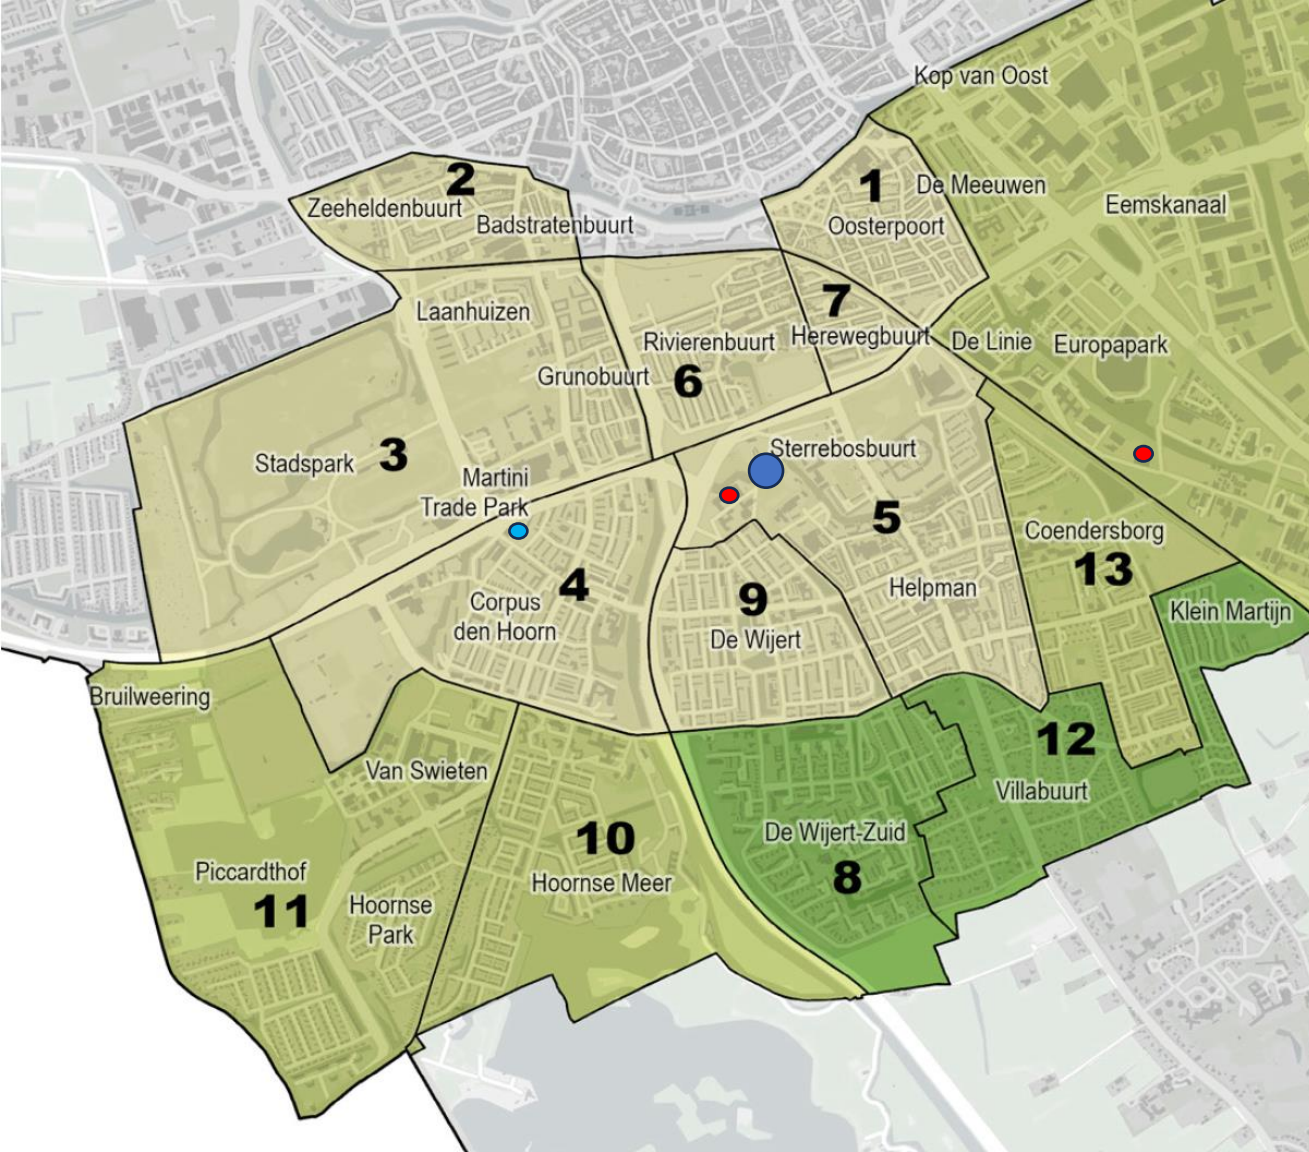 Kop van Oost
2
1
De Meeuwen
Zeeheldenbuurt
Eemskanaal
Badstratenbuurt
Oosterpoort
Laanhuizen
7
Rivierenbuurt
Herewegbuurt
De Linie
Europapark
Grunobuurt
6
Stadspark
3
Sterrebosbuurt
Martini
Trade Park
5
Coendersborg
13
4
Corpus
den Hoorn
9
De Wijert
Helpman
Klein Martijn
Bruilweering
12
Van Swieten
Villabuurt
10
De Wijert-Zuid
Piccardthof
Hoornse Meer
8
11
Hoornse
Park